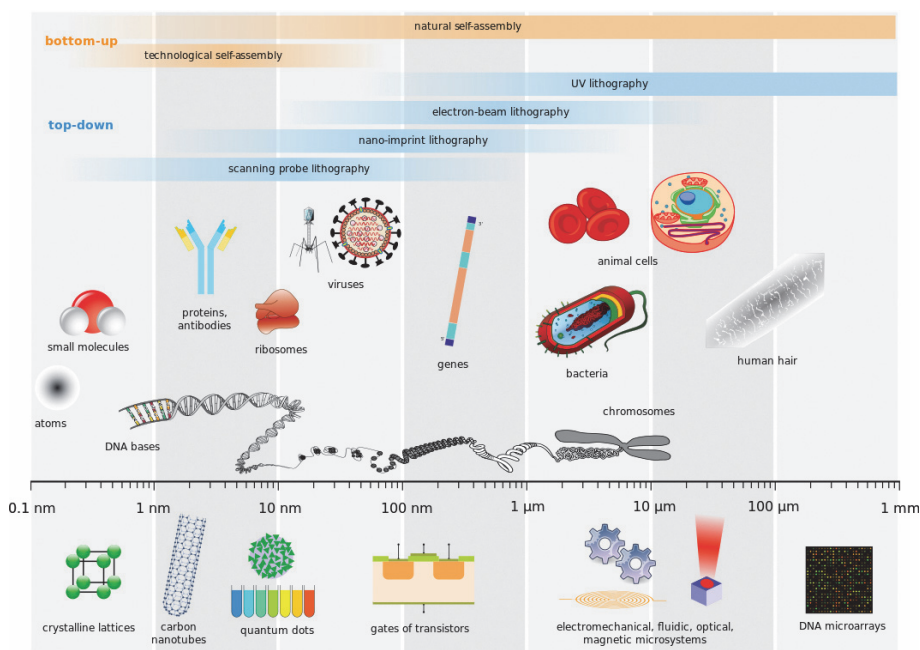 natural self-assembly
bottom-up
technological self-assembly
UV lithography
electron-beam lithography
top-down
nano-imprint lithography
scanning probe lithography
5'
animal cells
viruses
proteins,
antibodies
small molecules
ribosomes
3'
genes
bacteria
human hair
atoms
chromosomes
DNA bases
0.1 nm 1 nm 10 nm 100 nm 1 μm 10 μm 100 μm 1 mm
crystalline lattices
carbon
nanotubes
quantum dots
gates of transistors
electromechanical, fluidic, optical,
magnetic microsystems
DNA microarrays